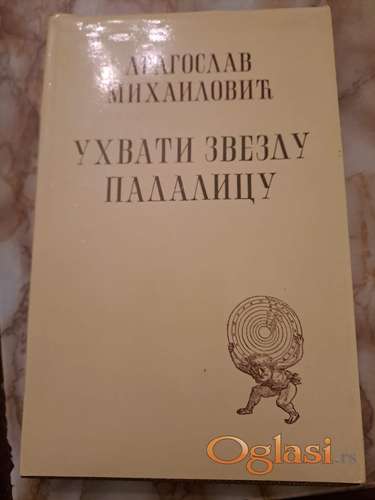 ДРАГОСЛАВ
МИХАИЛОВИЋ
УХВАТИ ЗВЕЗДУ
ПАДАЛИЦУ
Oglasi.rs